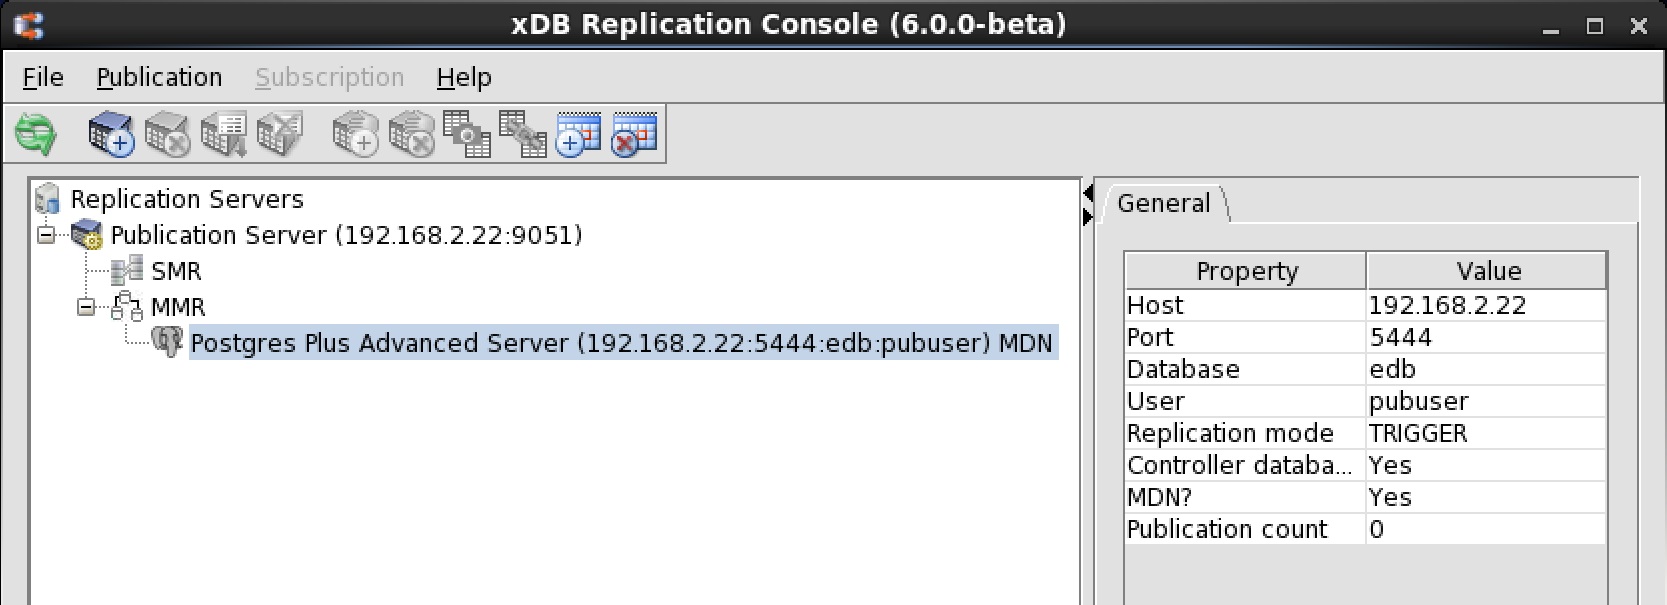 xDB Replication Console (6.0.0-beta)
File Publication Subscription Help
Replication Servers
Publication Server (192.168.2.22:9051)
SMR
MMR
Postgres Plus Advanced Server (192.168.2.22:5444:edb:pubuser) MDN
General
Property Value
Host 192.168.2.22
Port 5444
Database edb
User pubuser
Replication mode TRIGGER
Controller databa... Yes
MDN? Yes
Publication count 0